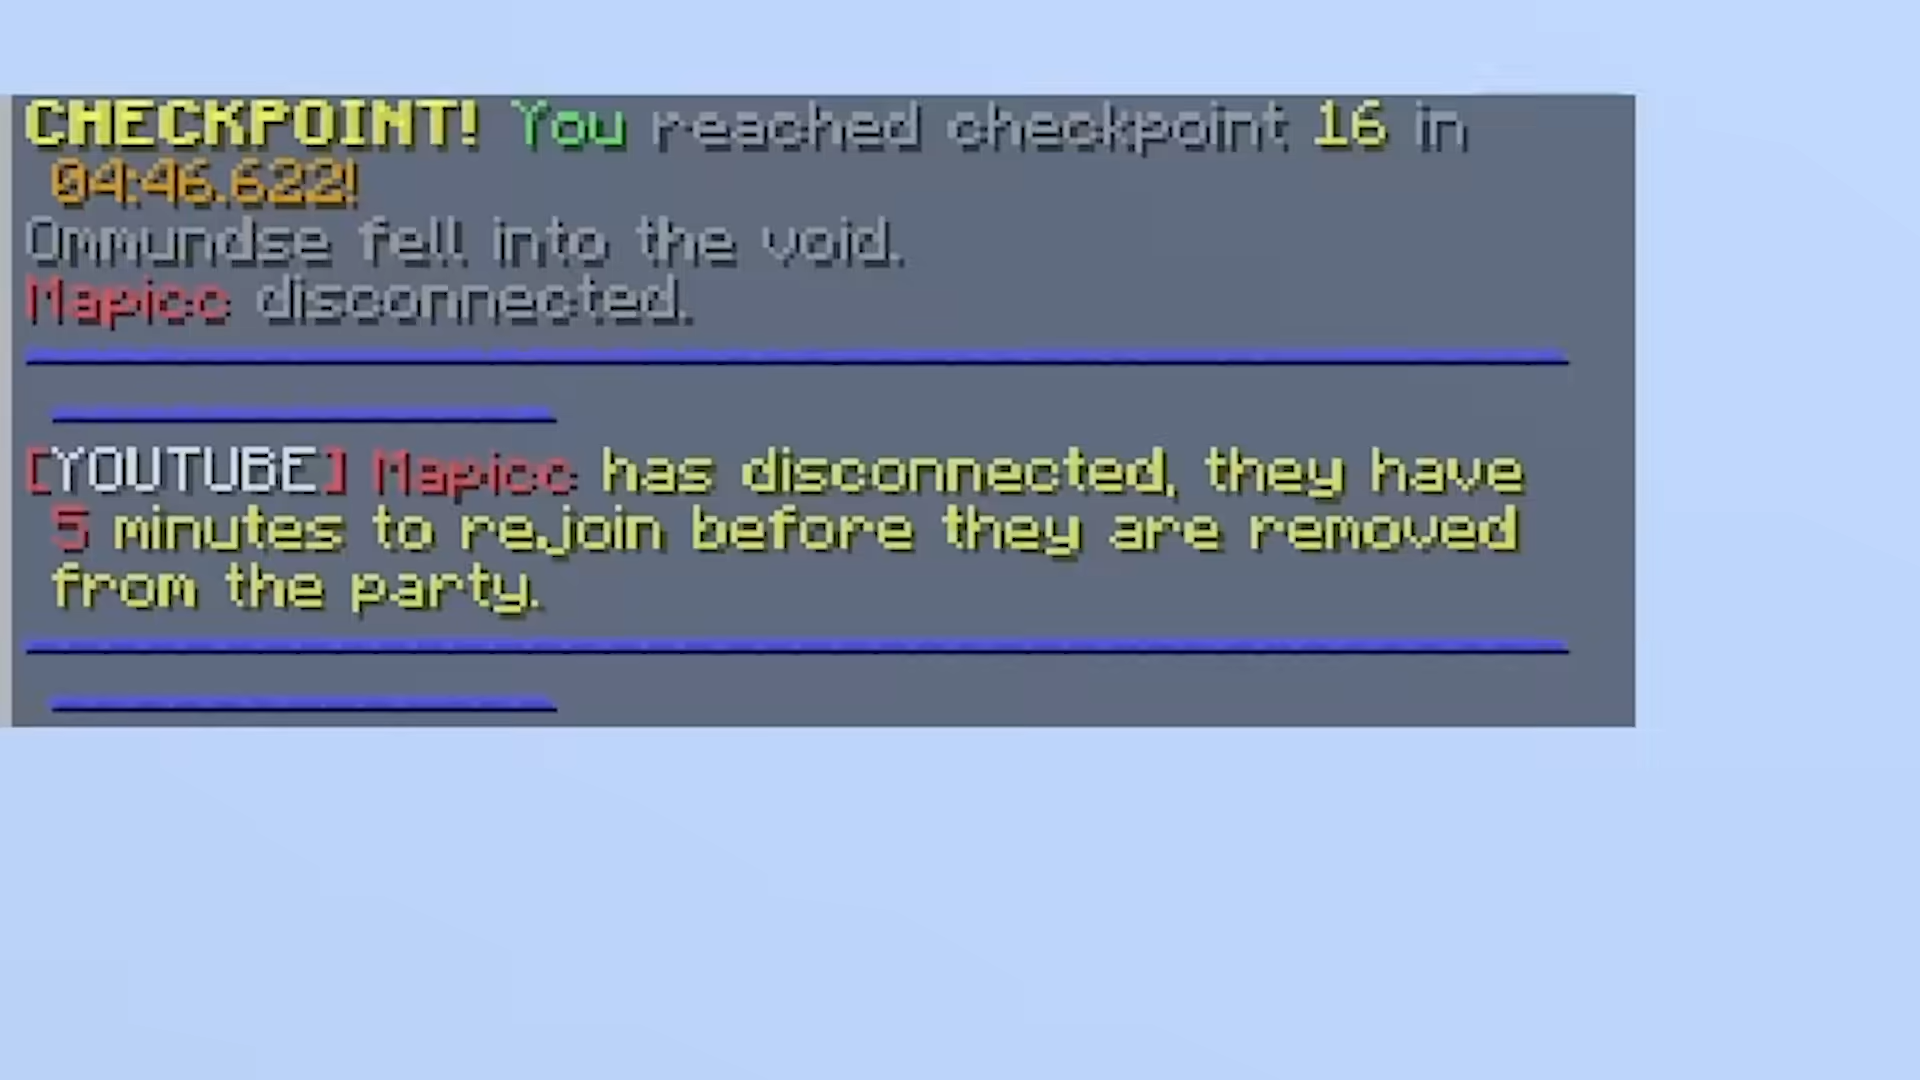 CHECKPOINT! You reached checkpoint 16 in
04:46.622!
Ommundse fell into the void.
Mapicc disconnected.
[YOUTUBE] Mapicc has disconnected, they have
5 minutes to rejoin before they are removed
from the party.